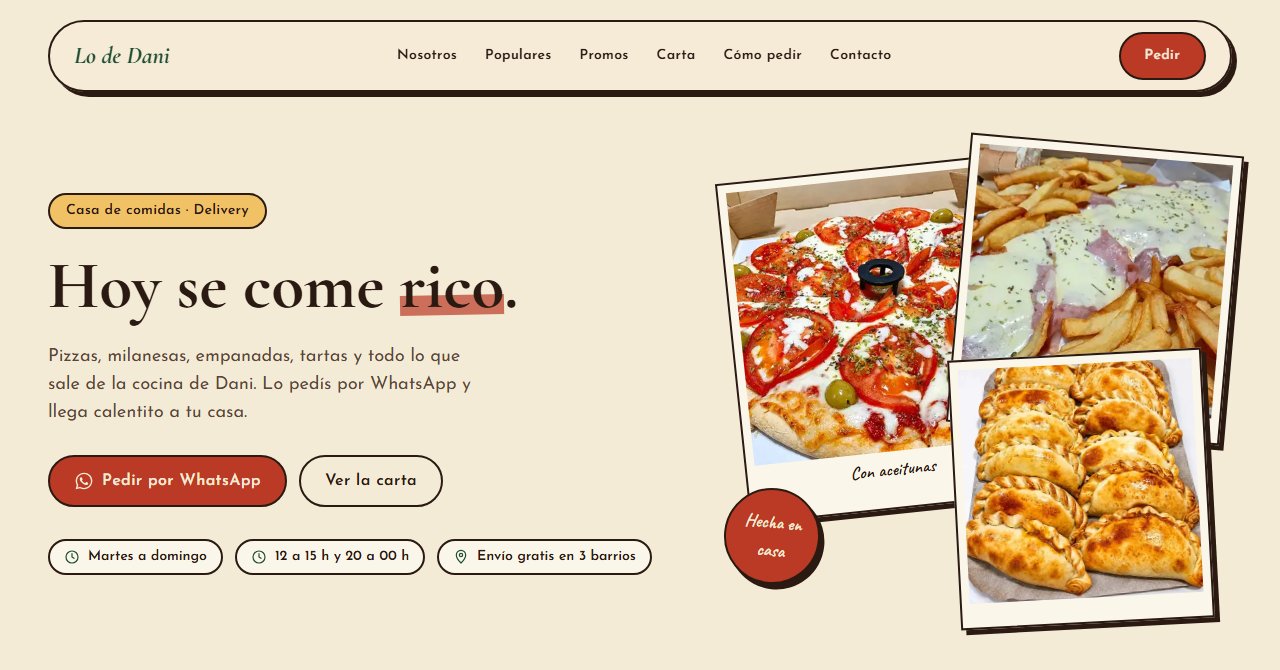 Lo de Dani
Nosotros
Populares
Promos
Carta
Cómo pedir
Contacto
Pedir
Casa de comidas · Delivery
Hoy se come rico.
Pizzas, milanesas, empanadas, tartas y todo lo que
sale de la cocina de Dani. Lo pedís por WhatsApp y
llega calentito a tu casa.
Pedir por WhatsApp
Ver la carta
Martes a domingo
12 a 15 h y 20 a 00 h
Envío gratis en 3 barrios
Con aceitunas
Hecha en
casa